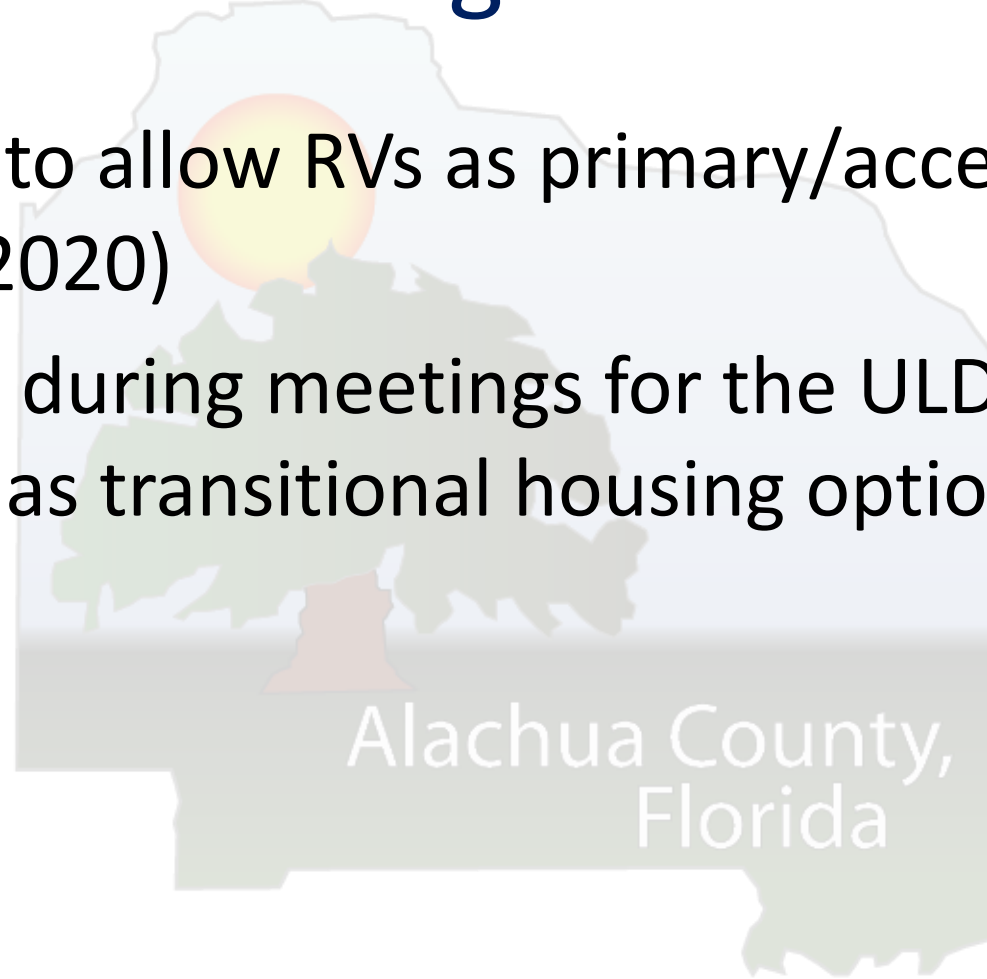 g
to allow RVs as primary/acce
2020)
during meetings for the ULD
as transitional housing optio
Alachua County,
Florida